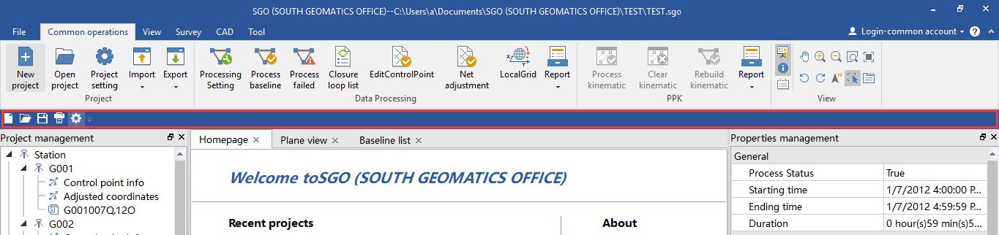 SGO (SOUTH GEOMATICS OFFICE)--C:\Users\a\Documents\SGO (SOUTH GEOMATICS OFFICE)\TEST\TEST.sgo
File Common operations View Survey CAD Tool Login-common account
New project
Open project
Project setting
Import
Export
Project
Processing Setting
Process baseline
Process failed
Closure loop list
EditControlPoint
Net adjustment
LocalGrid
Report
Data Processing
Process kinematic
Clear kinematic
Rebuild kinematic
Report
PPK
View
Project management
Station
G001
Control point info
Adjusted coordinates
G001007Q.12O
G002
Homepage Plane view Baseline list
Welcome toSGO (SOUTH GEOMATICS OFFICE)
Recent projects About
Properties management
General
Process Status True
Starting time 1/7/2012 4:00:00 P...
Ending time 1/7/2012 4:59:59 P...
Duration 0 hour(s)59 min(s)5...